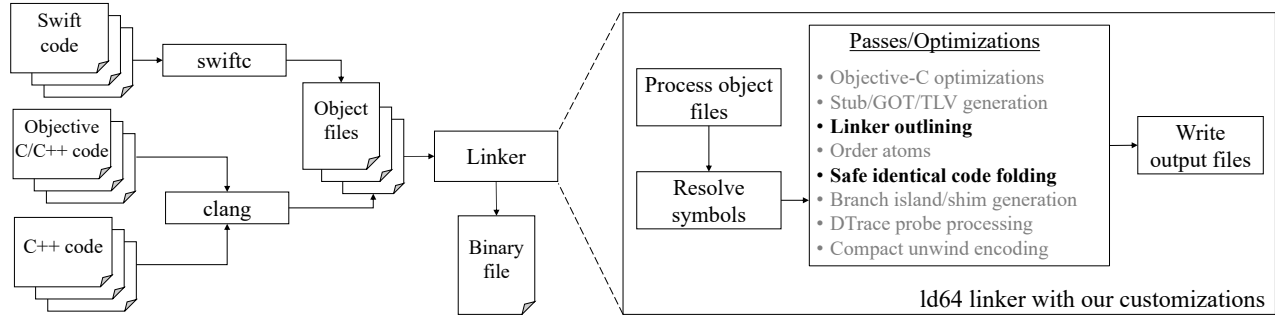 Swift
code
swiftc
Objective
C/C++ code
clang
C++ code
Object
files
Linker
Binary
file
Process object
files
Resolve
symbols
Passes/Optimizations
• Objective-C optimizations
• Stub/GOT/TLV generation
• Linker outlining
• Order atoms
• Safe identical code folding
• Branch island/shim generation
• DTrace probe processing
• Compact unwind encoding
Write
output files
ld64 linker with our customizations